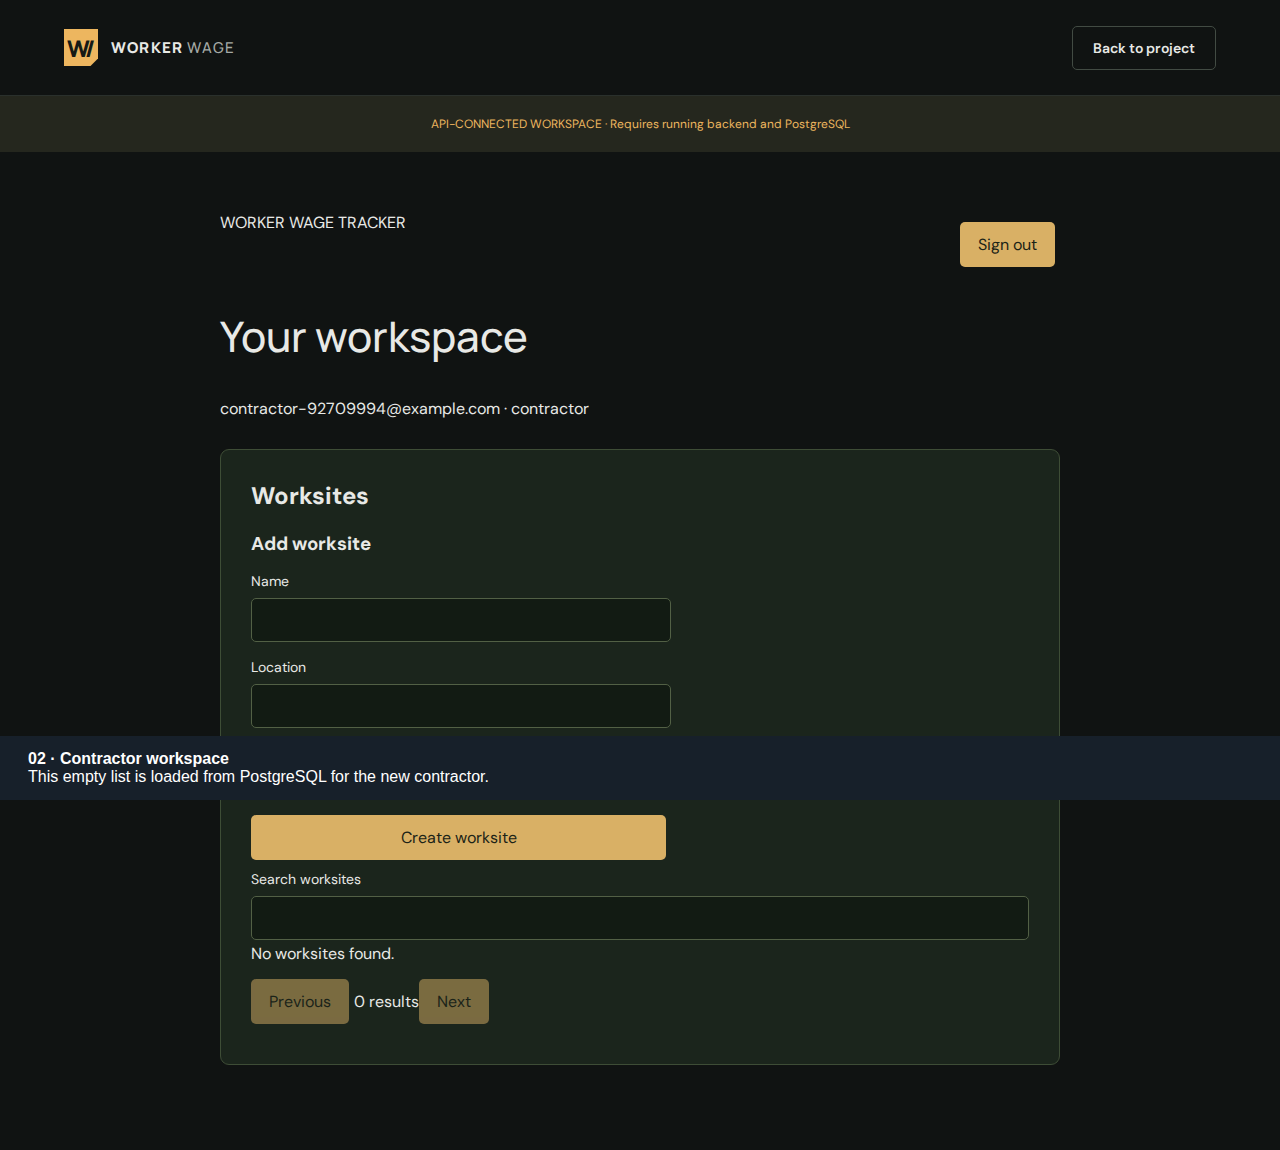 W/
WORKER WAGE
Back to project
API-CONNECTED WORKSPACE · Requires running backend and PostgreSQL
WORKER WAGE TRACKER
Sign out
Your workspace
contractor-92709994@example.com · contractor
Worksites
Add worksite
Name
Location
02 · Contractor workspace
This empty list is loaded from PostgreSQL for the new contractor.
Create worksite
Search worksites
No worksites found.
Previous 0 results Next